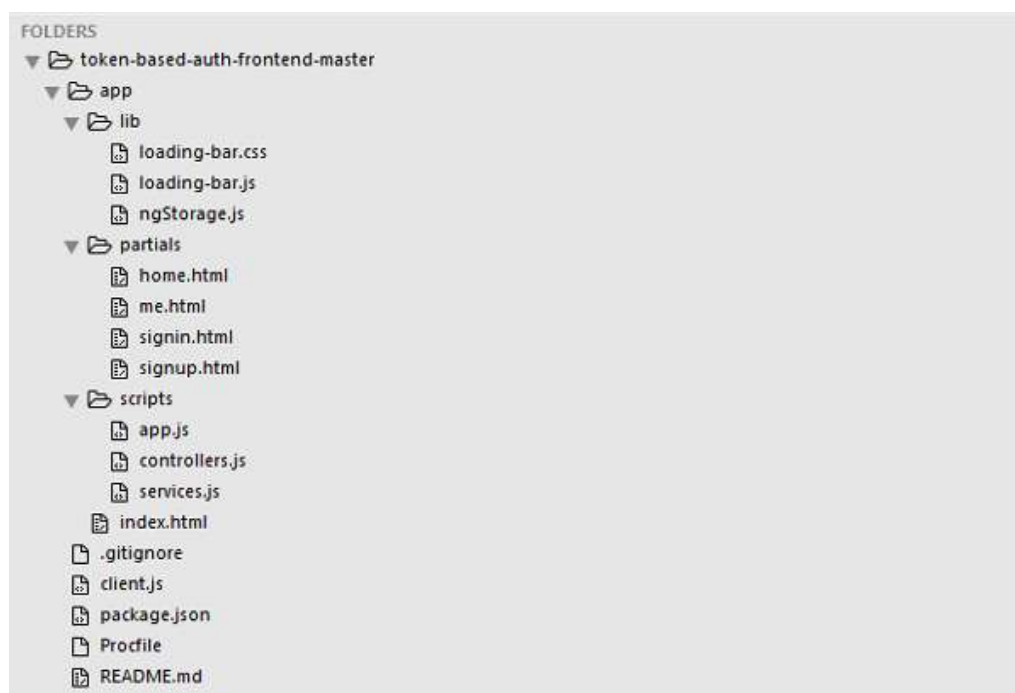 FOLDERS
token-based-auth-frontend-master
app
lib
loading-bar.css
loading-bar.js
ngStorage.js
partials
home.html
me.html
signin.html
signup.html
scripts
app.js
controllers.js
services.js
index.html
.gitignore
client.js
package.json
Procfile
README.md